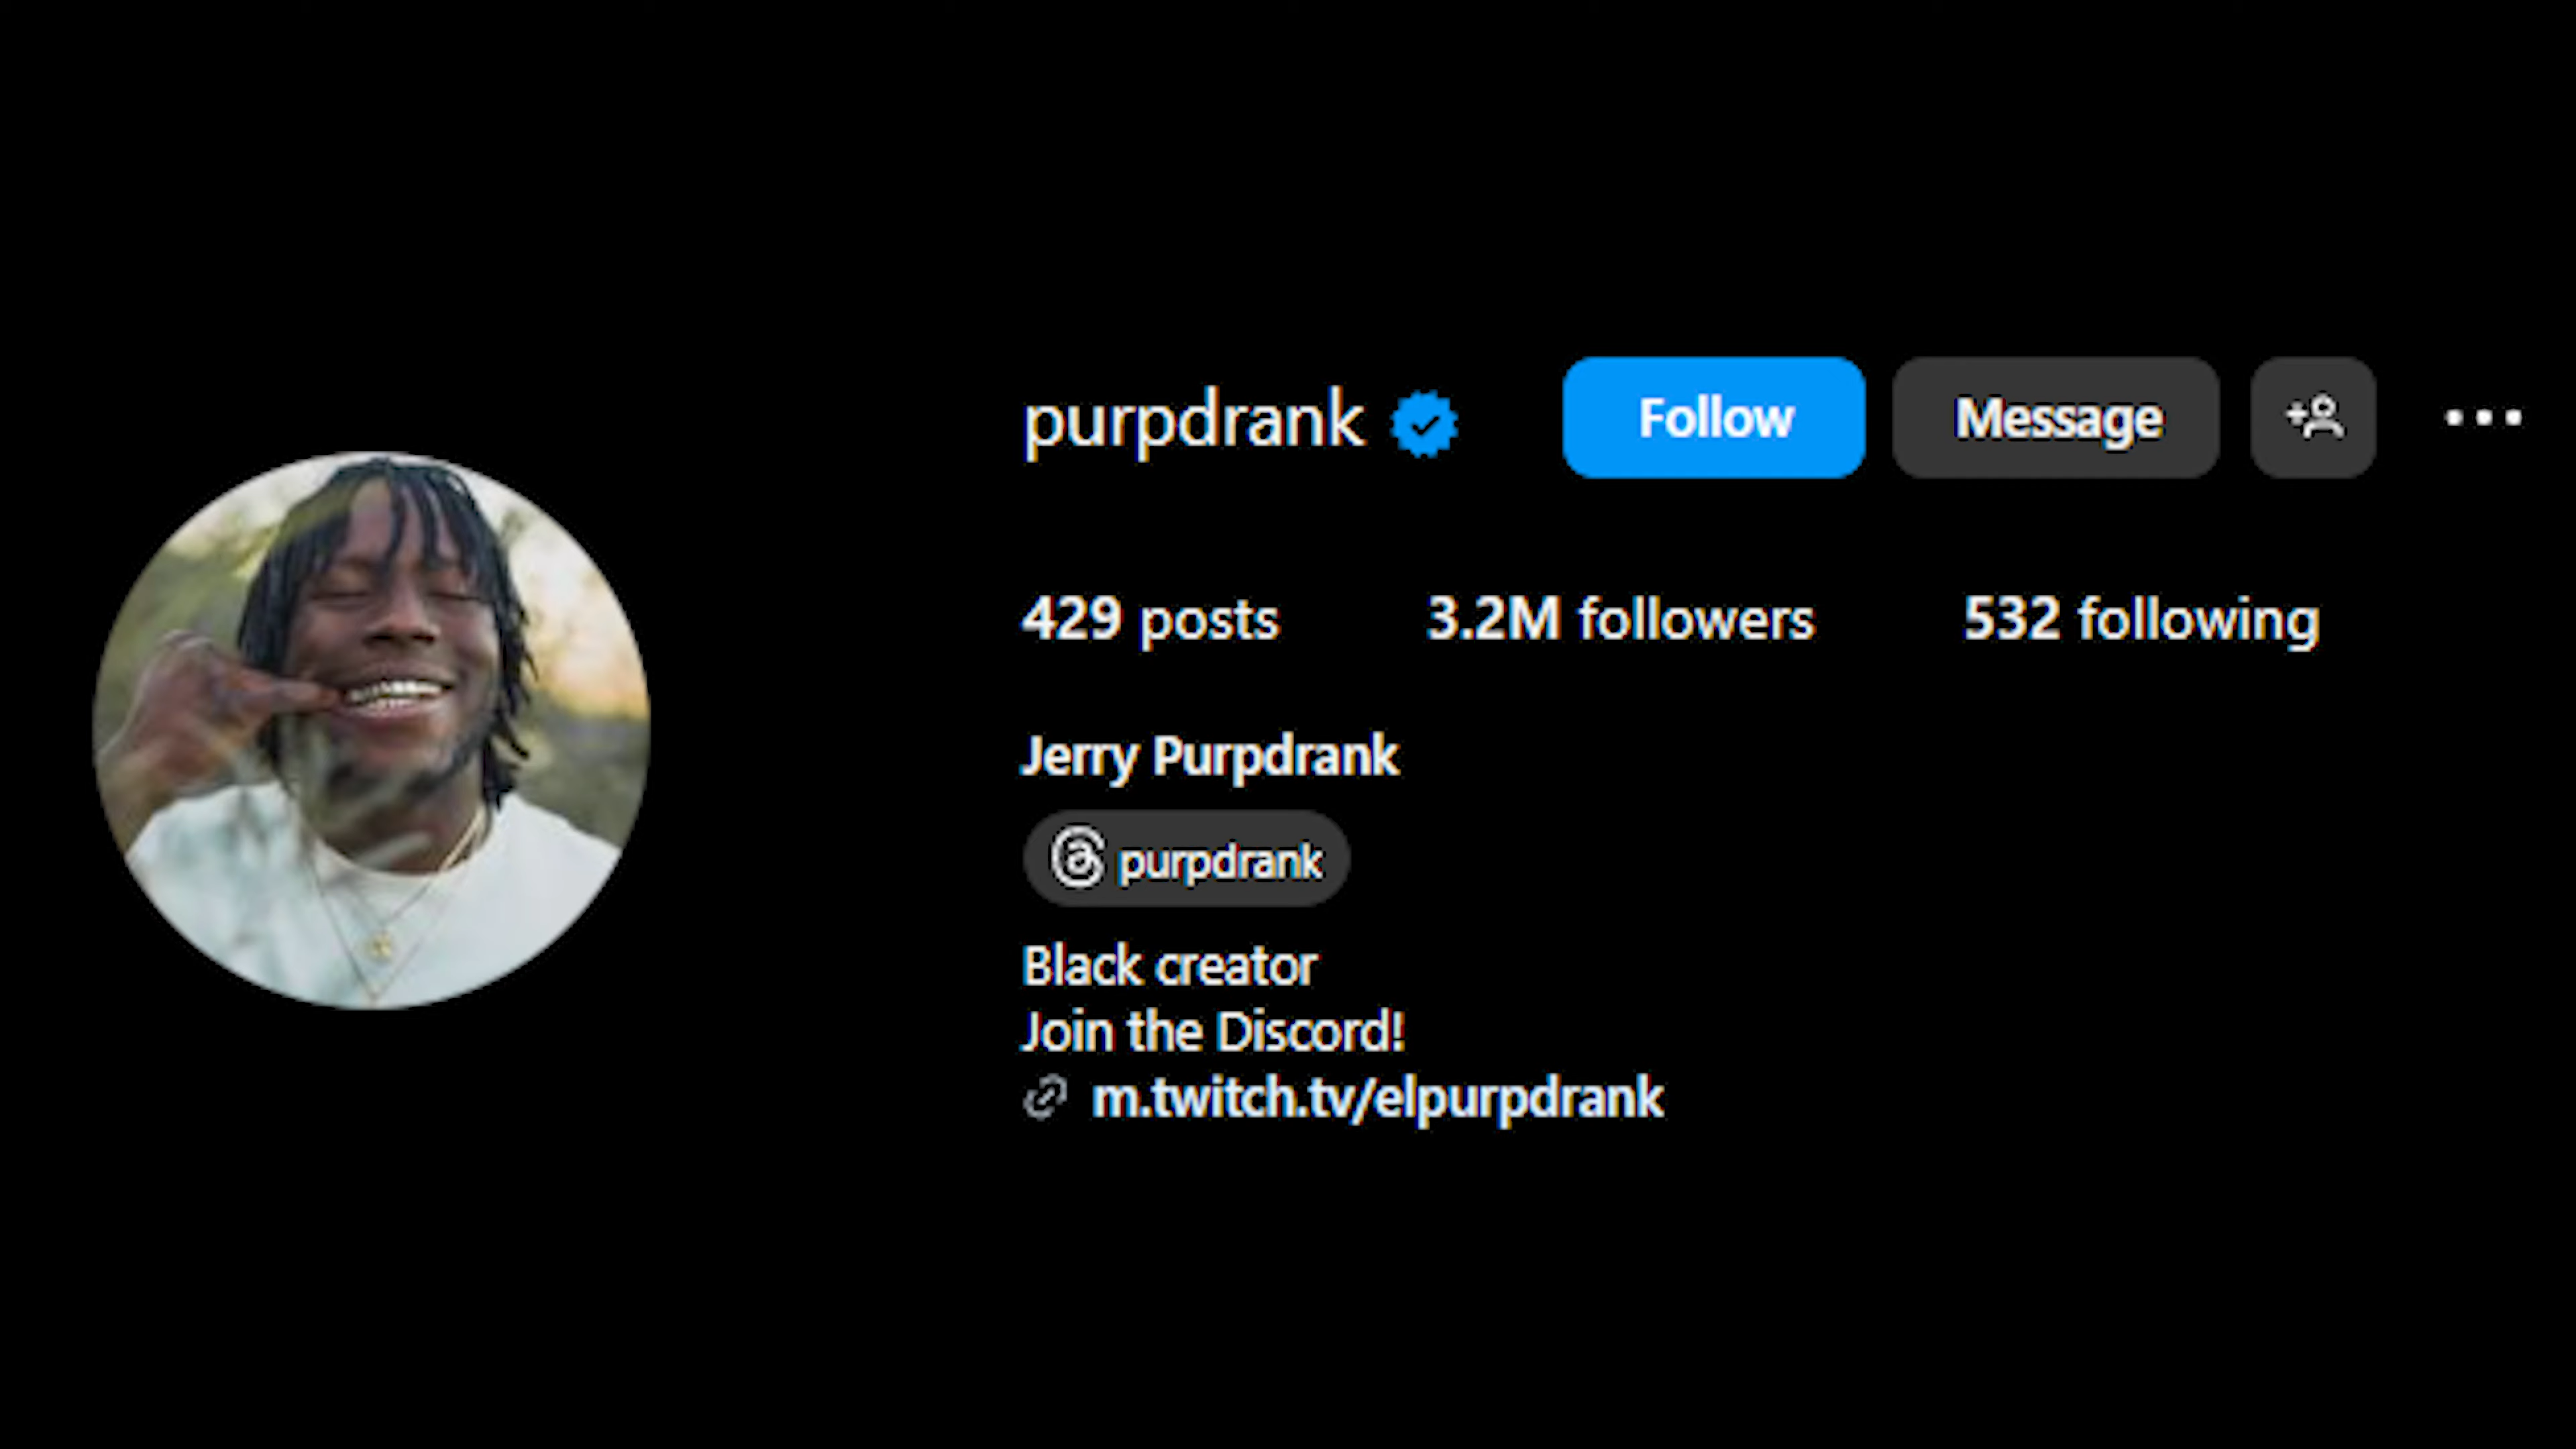 purpdrank Follow Message
429 posts 3.2M followers 532 following
Jerry Purpdrank
purpdrank
Black creator
Join the Discord!
m.twitch.tv/elpurpdrank